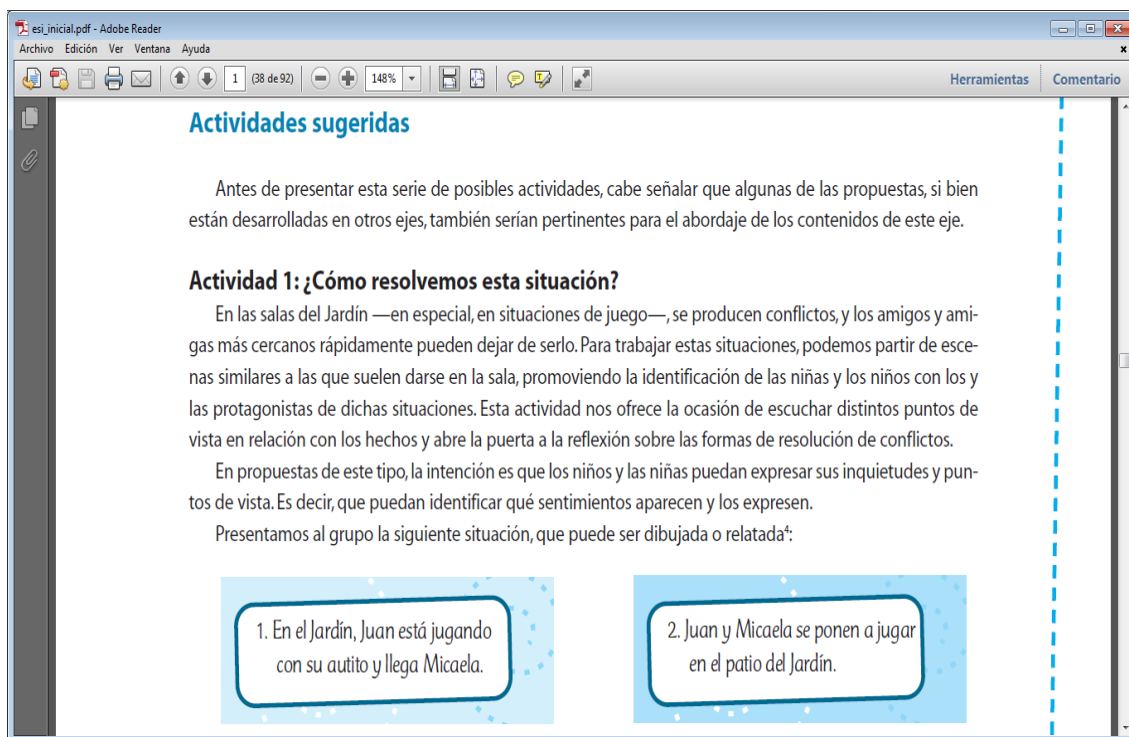 esi_inicial.pdf - Adobe Reader
Archivo Edición Ver Ventana Ayuda
1 (38 de 92) 148% Herramientas Comentario
Actividades sugeridas
Antes de presentar esta serie de posibles actividades, cabe señalar que algunas de las propuestas, si bien
están desarrolladas en otros ejes, también serían pertinentes para el abordaje de los contenidos de este eje.
Actividad 1: ¿Cómo resolvemos esta situación?
En las salas del Jardín —en especial, en situaciones de juego—, se producen conflictos, y los amigos y ami-
gas más cercanos rápidamente pueden dejar de serlo. Para trabajar estas situaciones, podemos partir de esce-
nas similares a las que suelen darse en la sala, promoviendo la identificación de las niñas y los niños con los y
las protagonistas de dichas situaciones. Esta actividad nos ofrece la ocasión de escuchar distintos puntos de
vista en relación con los hechos y abre la puerta a la reflexión sobre las formas de resolución de conflictos.
En propuestas de este tipo, la intención es que los niños y las niñas puedan expresar sus inquietudes y pun-
tos de vista. Es decir, que puedan identificar qué sentimientos aparecen y los expresen.
Presentamos al grupo la siguiente situación, que puede ser dibujada o relatada⁴:
1. En el Jardín, Juan está jugando
con su autito y llega Micaela.
2. Juan y Micaela se ponen a jugar
en el patio del Jardín.